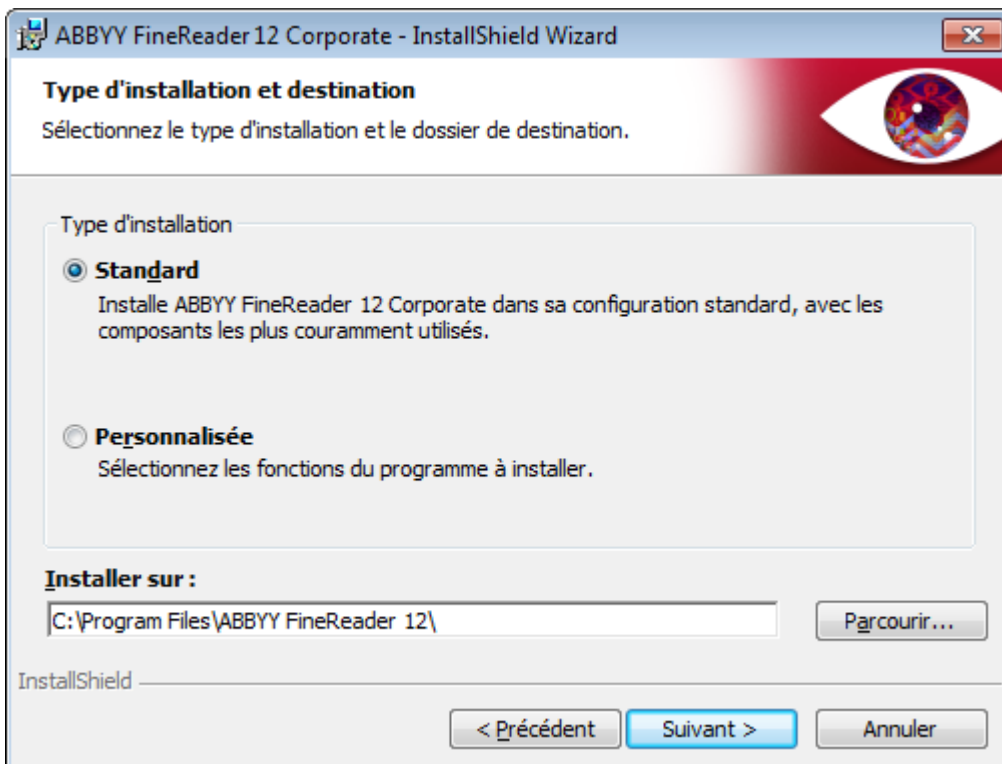 ABBYY FineReader 12 Corporate - InstallShield Wizard
Type d'installation et destination
Sélectionnez le type d'installation et le dossier de destination.
Type d'installation
Standard
Installe ABBYY FineReader 12 Corporate dans sa configuration standard, avec les
composants les plus couramment utilisés.
Personnalisée
Sélectionnez les fonctions du programme à installer.
Installer sur :
C:\Program Files\ABBYY FineReader 12\
Parcourir...
InstallShield
< Précédent
Suivant >
Annuler